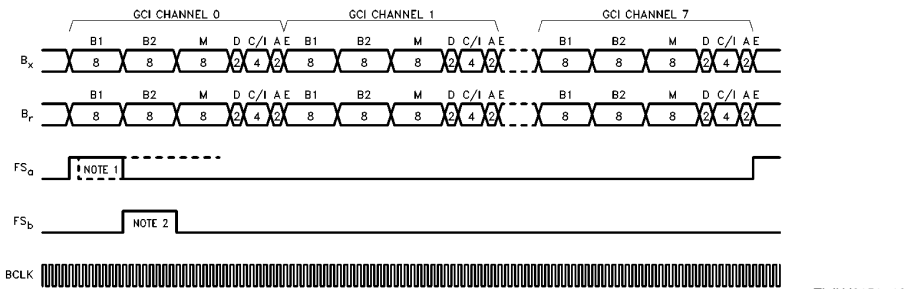 GCI CHANNEL 0 GCI CHANNEL 1 GCI CHANNEL 7
B1 B2 M D C/I A E B1 B2 M D C/I A E B1 B2 M D C/I A E
Bx 8 8 8 2 4 2 8 8 8 2 4 2 8 8 8 2 4 2
B1 B2 M D C/I A E B1 B2 M D C/I A E B1 B2 M D C/I A E
Br 8 8 8 2 4 2 8 8 8 2 4 2 8 8 8 2 4 2
FSa NOTE 1
FSb NOTE 2
BCLK